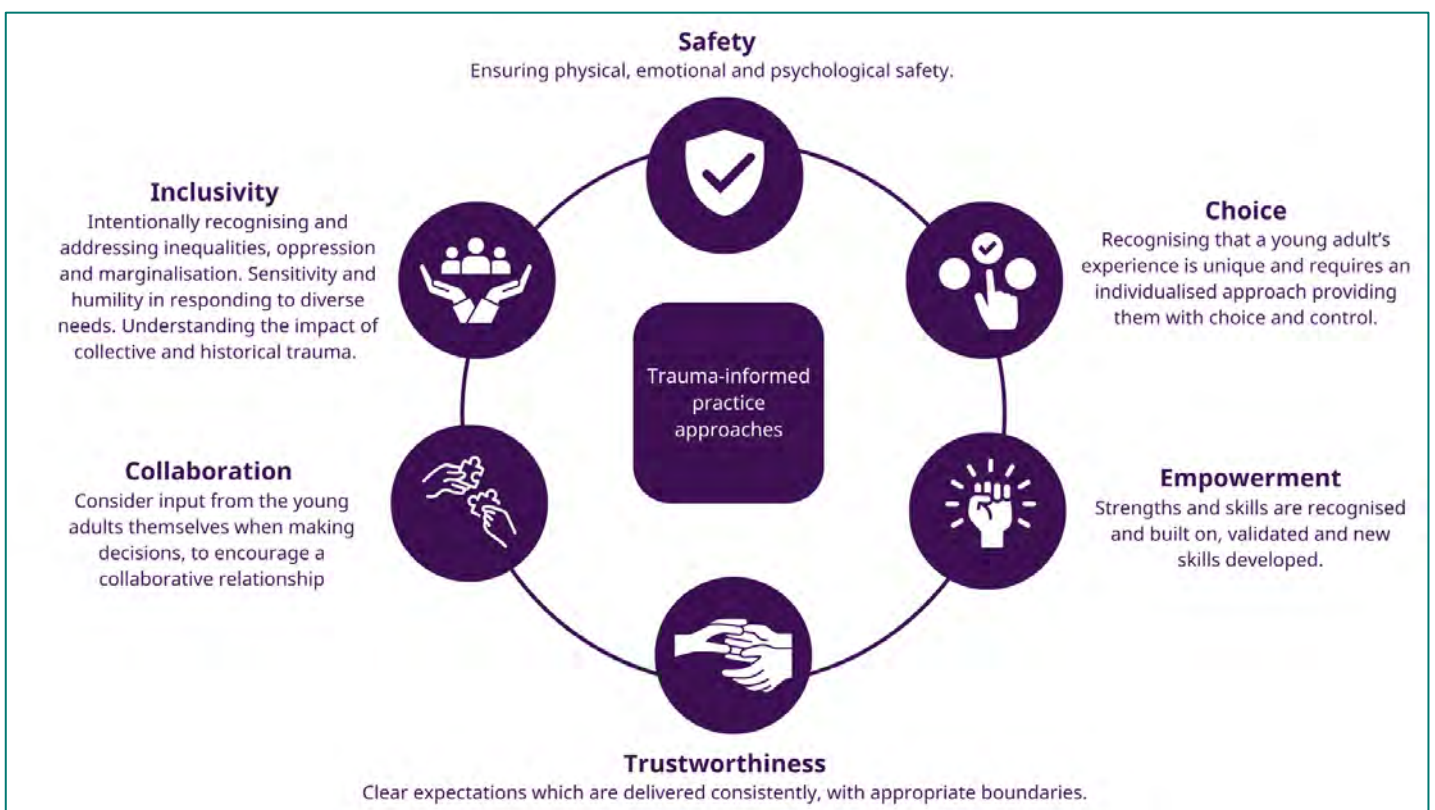 Safety
Ensuring physical, emotional and psychological safety.
Inclusivity
Intentionally recognising and
addressing inequalities, oppression
and marginalisation. Sensitivity and
humility in responding to diverse
needs. Understanding the impact of
collective and historical trauma.
Choice
Recognising that a young adult’s
experience is unique and requires an
individualised approach providing
them with choice and control.
Trauma-informed
practice
approaches
Collaboration
Consider input from the young
adults themselves when making
decisions, to encourage a
collaborative relationship
Empowerment
Strengths and skills are recognised
and built on, validated and new
skills developed.
Trustworthiness
Clear expectations which are delivered consistently, with appropriate boundaries.